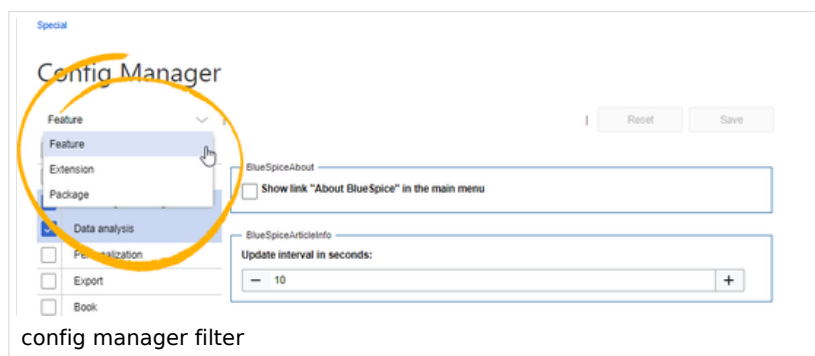 Special
Config Manager
Feature
Reset Save
Feature
Extension
Package
BlueSpiceAbout
Show link "About BlueSpice" in the main menu
Data analysis
Personalization
Export
Book
BlueSpiceArticleInfo
Update interval in seconds:
10
config manager filter